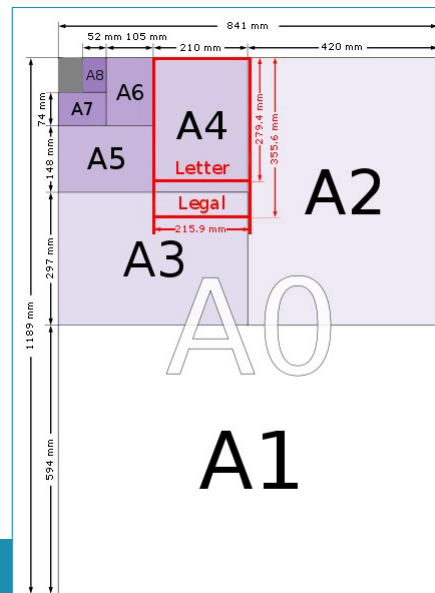 841 mm
52 mm 105 mm
210 mm
420 mm
A8
A7
A6
A5
A4
Letter
Legal
215.9 mm
279.4 mm
355.6 mm
A2
A3
A0
A1
74 mm
148 mm
297 mm
594 mm
1189 mm